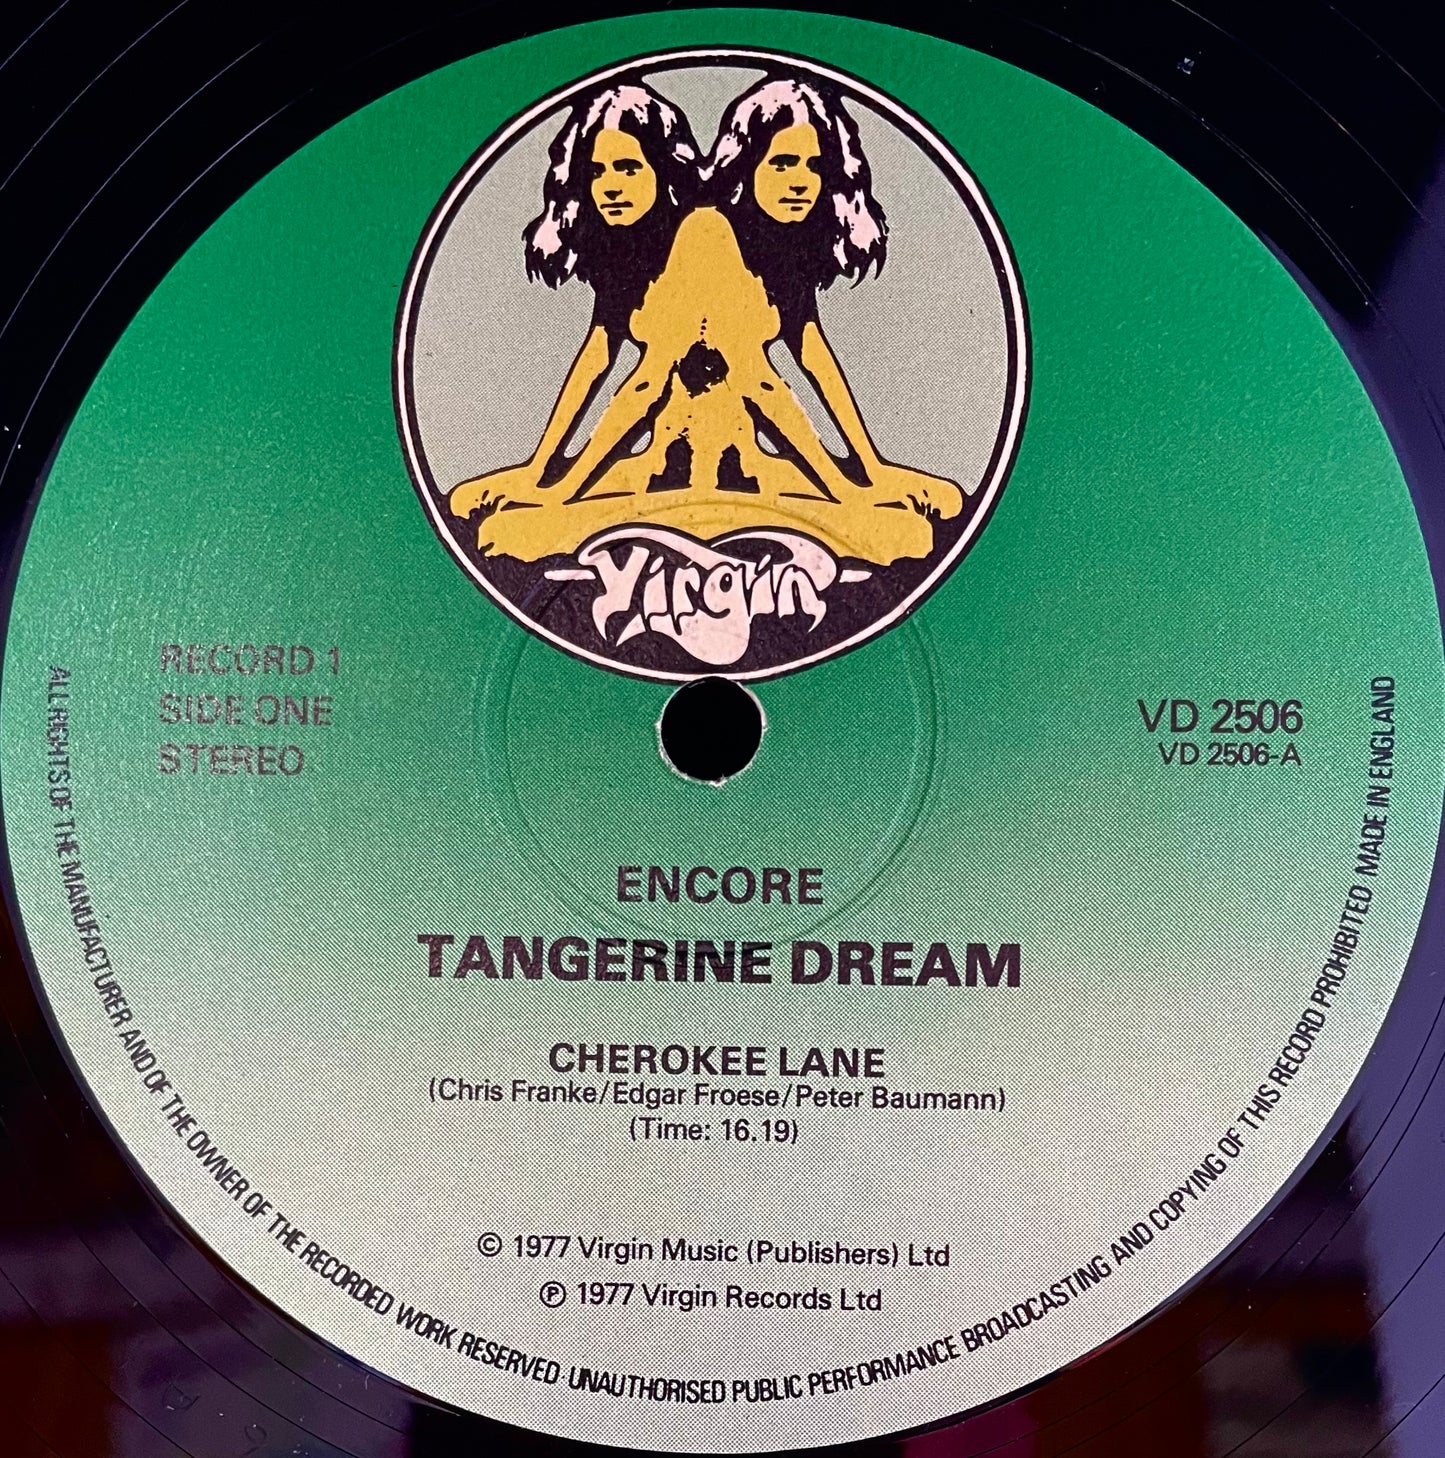 Virgin
RECORD 1
SIDE ONE
STEREO
VD 2506
VD 2506-A
ENCORE
TANGERINE DREAM
CHEROKEE LANE
(Chris Franke/Edgar Froese/Peter Baumann)
(Time: 16.19)
© 1977 Virgin Music (Publishers) Ltd
℗ 1977 Virgin Records Ltd
ALL RIGHTS OF THE MANUFACTURER AND OF THE OWNER OF THE RECORDED WORK RESERVED UNAUTHORISED PUBLIC PERFORMANCE BROADCASTING AND COPYING OF THIS RECORD PROHIBITED MADE IN ENGLAND